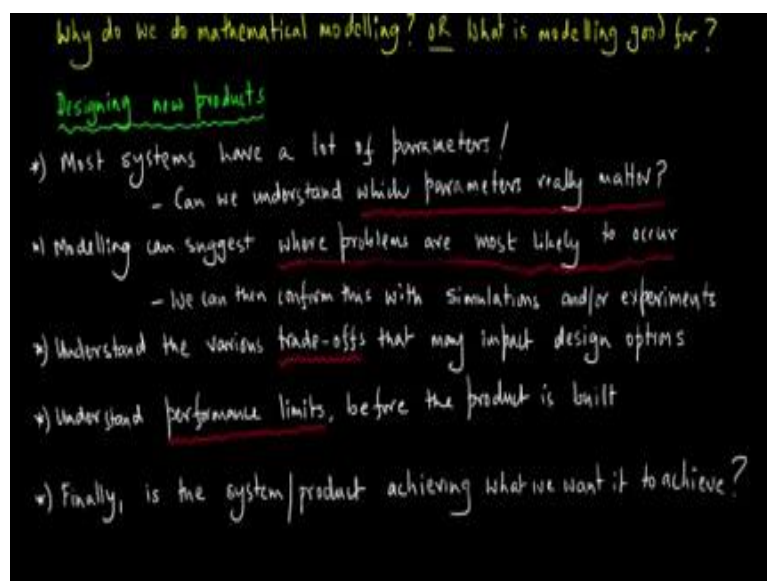 Why do we do mathematical modelling? OR What is modelling good for?
Designing new products
*) Most systems have a lot of parameters!
- Can we understand which parameters really matter?
*) Modelling can suggest where problems are most likely to occur
- We can then confirm this with simulations and/or experiments
*) Understand the various trade-offs that may impact design options
*) Understand performance limits, before the product is built
*) Finally, is the system/product achieving what we want it to achieve?